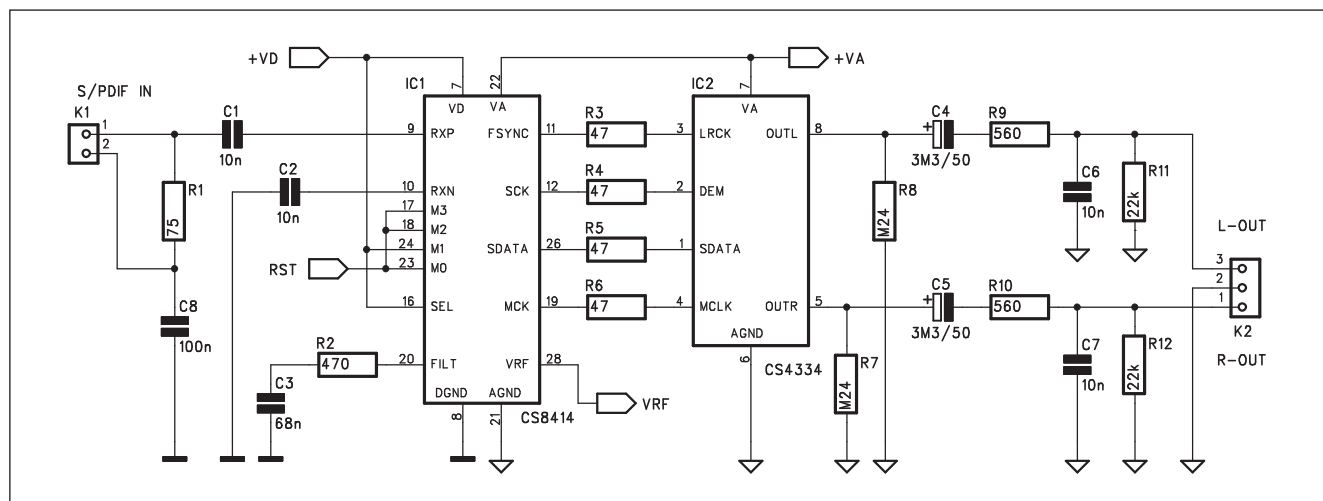 +VD
+VA
S/PDIF IN
K1
1
2
C1
10n
C2
10n
R1
75
C8
100n
RST
C3
68n
R2
470
IC1
7
22
VD
VA
9
RXP
10
RXN
17
M3
18
M2
24
M1
23
M0
16
SEL
20
FILT
DGND
AGND
8
21
CS8414
FSYNC
11
SCK
12
SDATA
26
MCK
19
VRF
28
VRF
R3
47
R4
47
R5
47
R6
47
IC2
7
VA
3
LRCK
2
DEM
1
SDATA
4
MCLK
OUTL
8
OUTR
5
AGND
6
CS4334
R8
M24
R7
M24
C4
+
3M3/50
C5
+
3M3/50
R9
560
R10
560
C6
10n
R11
22k
C7
10n
R12
22k
L-OUT
3
2
1
K2
R-OUT